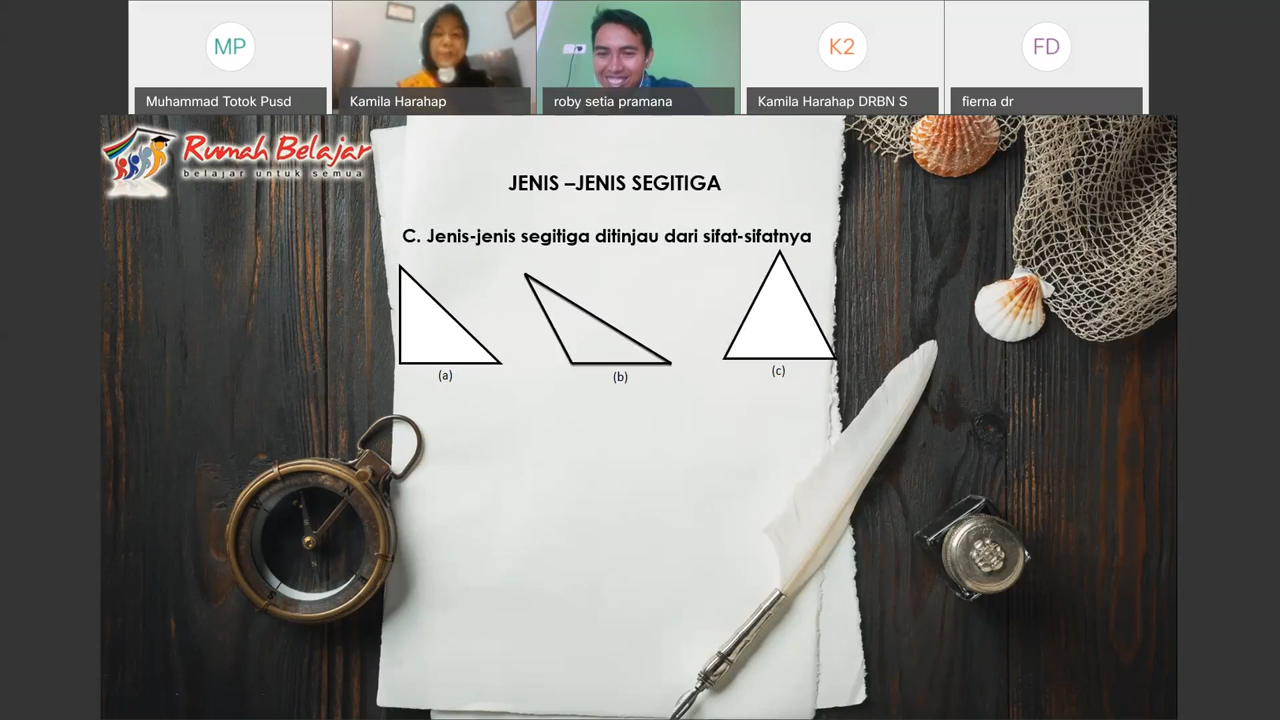 MP
K2
FD
Muhammad Totok Pusd
Kamila Harahap
roby setia pramana
Kamila Harahap DRBN S
fierna dr
Rumah Belajar
belajar untuk semua
JENIS –JENIS SEGITIGA
C. Jenis-jenis segitiga ditinjau dari sifat-sifatnya
(a)
(b)
(c)
N
E
S
W